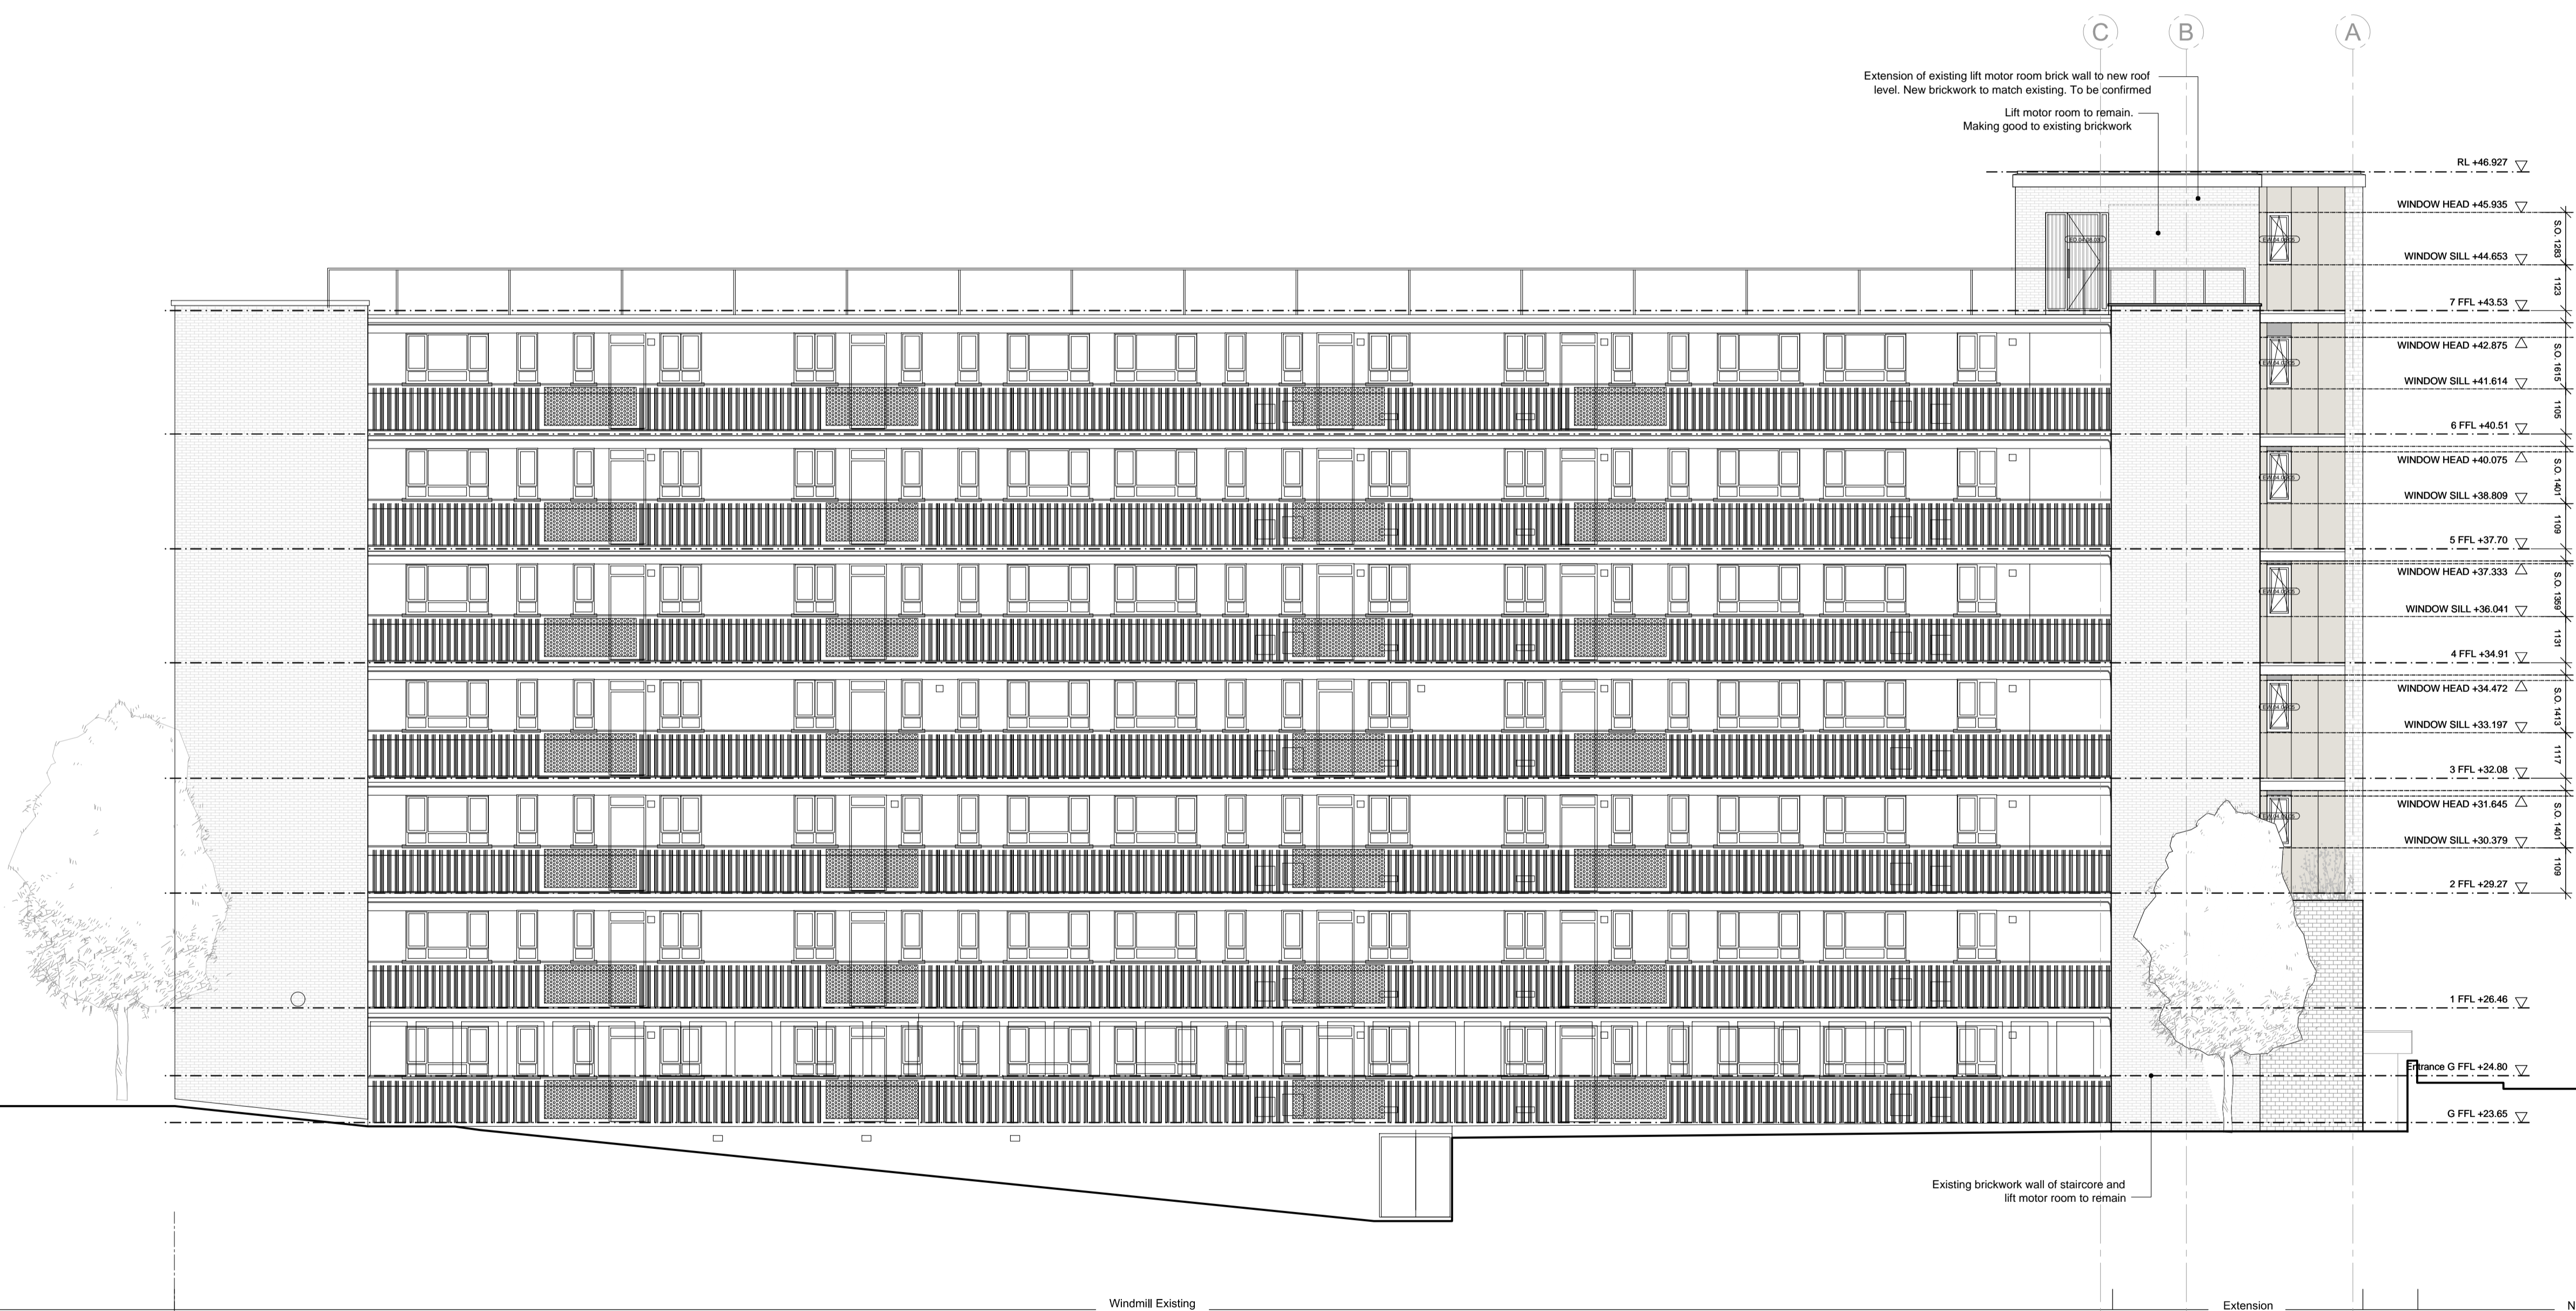 C
B
A
Extension of existing lift motor room brick wall to new roof
level. New brickwork to match existing. To be confirmed
Lift motor room to remain.
Making good to existing brickwork
RL +46.927
WINDOW HEAD +45.935
S.O. 1283
WINDOW SILL +44.653
1123
7 FFL +43.53
WINDOW HEAD +42.875
S.O. 1615
WINDOW SILL +41.614
1105
6 FFL +40.51
WINDOW HEAD +40.075
S.O. 1401
WINDOW SILL +38.809
1109
5 FFL +37.70
WINDOW HEAD +37.333
S.O. 1359
WINDOW SILL +36.041
1131
4 FFL +34.91
WINDOW HEAD +34.472
S.O. 1413
WINDOW SILL +33.197
1117
3 FFL +32.08
WINDOW HEAD +31.645
S.O. 1401
WINDOW SILL +30.379
1109
2 FFL +29.27
1 FFL +26.46
Entrance G FFL +24.80
G FFL +23.65
Existing brickwork wall of staircore and
lift motor room to remain
Windmill Existing
Extension
N